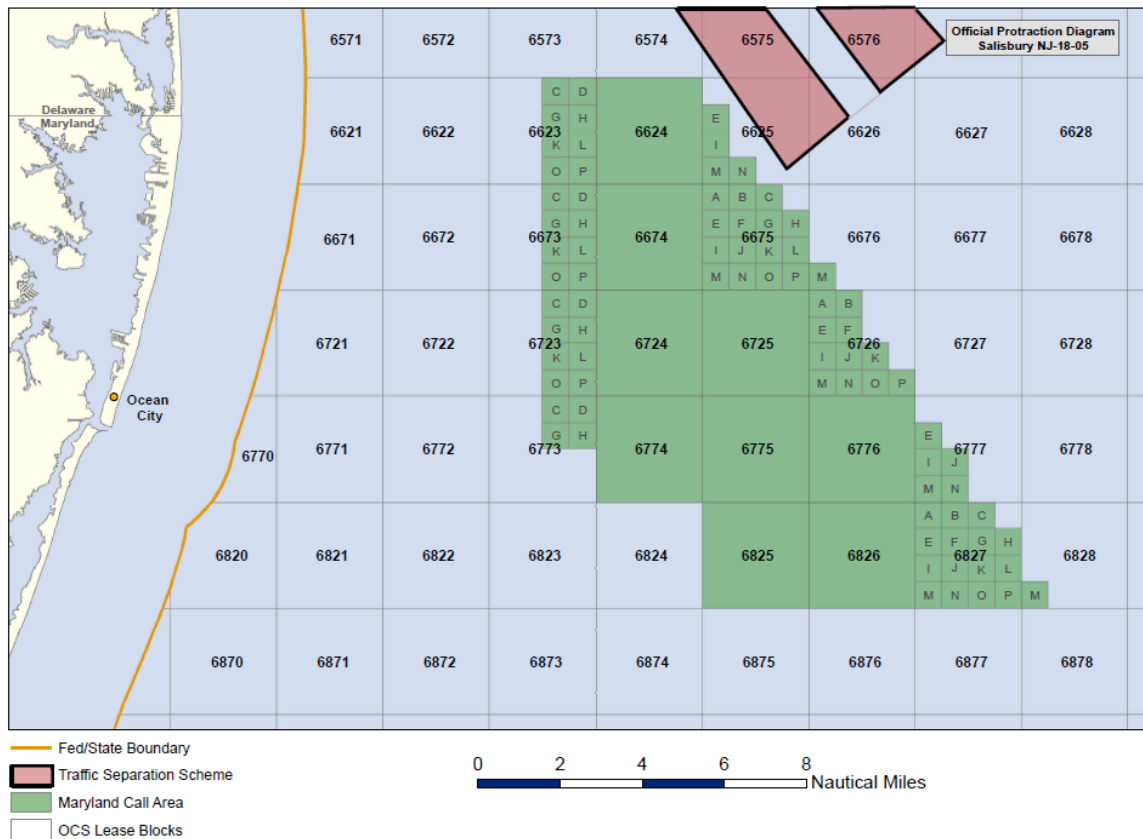 6571 6572 6573 6574 6575 6576
Official Protraction Diagram
Salisbury NJ-18-05
C D
Delaware
Maryland
G H E
6621 6622 6623 6624 6625 6626 6627 6628
K L I
O P M N
C D A B C
G H E F G H
6671 6672 6673 6674 6675 6676 6677 6678
K L I J K L
O P M N O P M
C D A B
G H E F
6721 6722 6723 6724 6725 6726 6727 6728
K L I J K
O P M N O P
Ocean
City
C D
G H E
6770 6771 6772 6773 6774 6775 6776 6777 6778
I J
M N
A B C
E F G H
6820 6821 6822 6823 6824 6825 6826 6827 6828
I J K L
M N O P M
6870 6871 6872 6873 6874 6875 6876 6877 6878
Fed/State Boundary
Traffic Separation Scheme
Maryland Call Area
OCS Lease Blocks
0 2 4 6 8
Nautical Miles